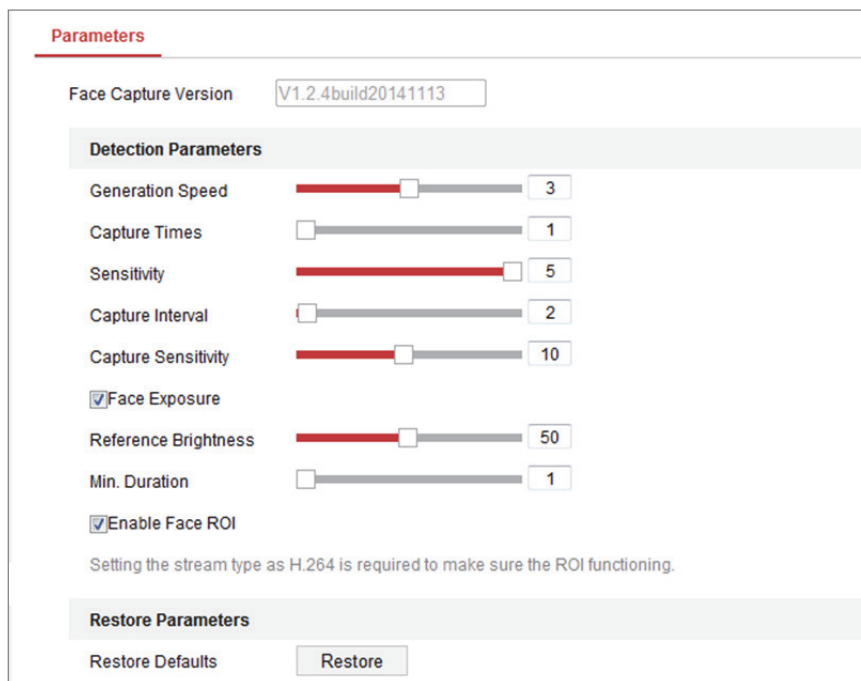 Parameters
Face Capture Version V1.2.4build20141113
Detection Parameters
Generation Speed 3
Capture Times 1
Sensitivity 5
Capture Interval 2
Capture Sensitivity 10
Face Exposure
Reference Brightness 50
Min. Duration 1
Enable Face ROI
Setting the stream type as H.264 is required to make sure the ROI functioning.
Restore Parameters
Restore Defaults Restore